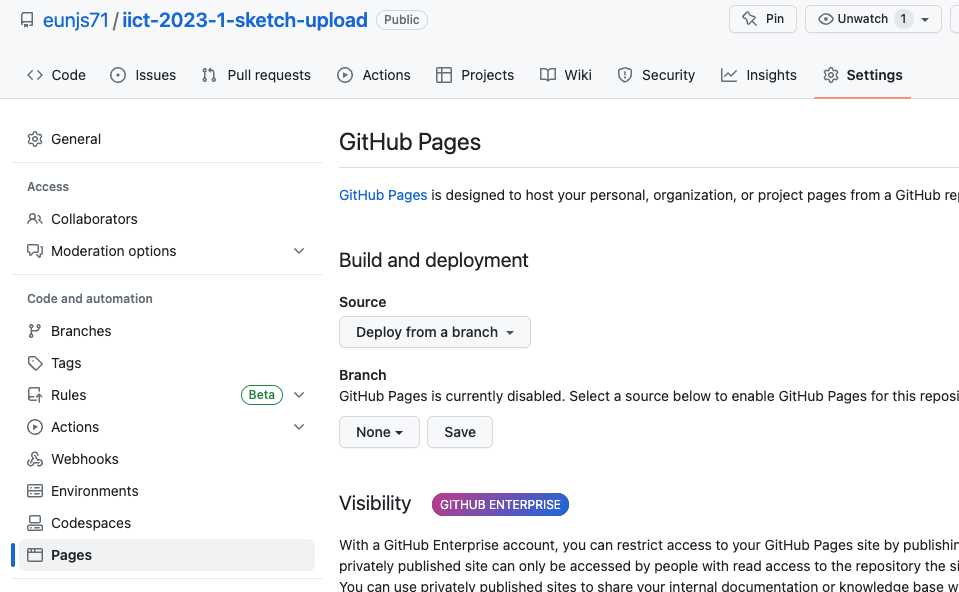 eunjs71 / iict-2023-1-sketch-upload Public Pin Unwatch 1
Code Issues Pull requests Actions Projects Wiki Security Insights Settings
General
Access
Collaborators
Moderation options
Code and automation
Branches
Tags
Rules Beta
Actions
Webhooks
Environments
Codespaces
Pages
GitHub Pages
GitHub Pages is designed to host your personal, organization, or project pages from a GitHub re
Build and deployment
Source
Deploy from a branch
Branch
GitHub Pages is currently disabled. Select a source below to enable GitHub Pages for this reposi
None Save
Visibility GITHUB ENTERPRISE
With a GitHub Enterprise account, you can restrict access to your GitHub Pages site by publishin
privately published site can only be accessed by people with read access to the repository the si
You can use privately published sites to share your internal documentation or knowledge base w